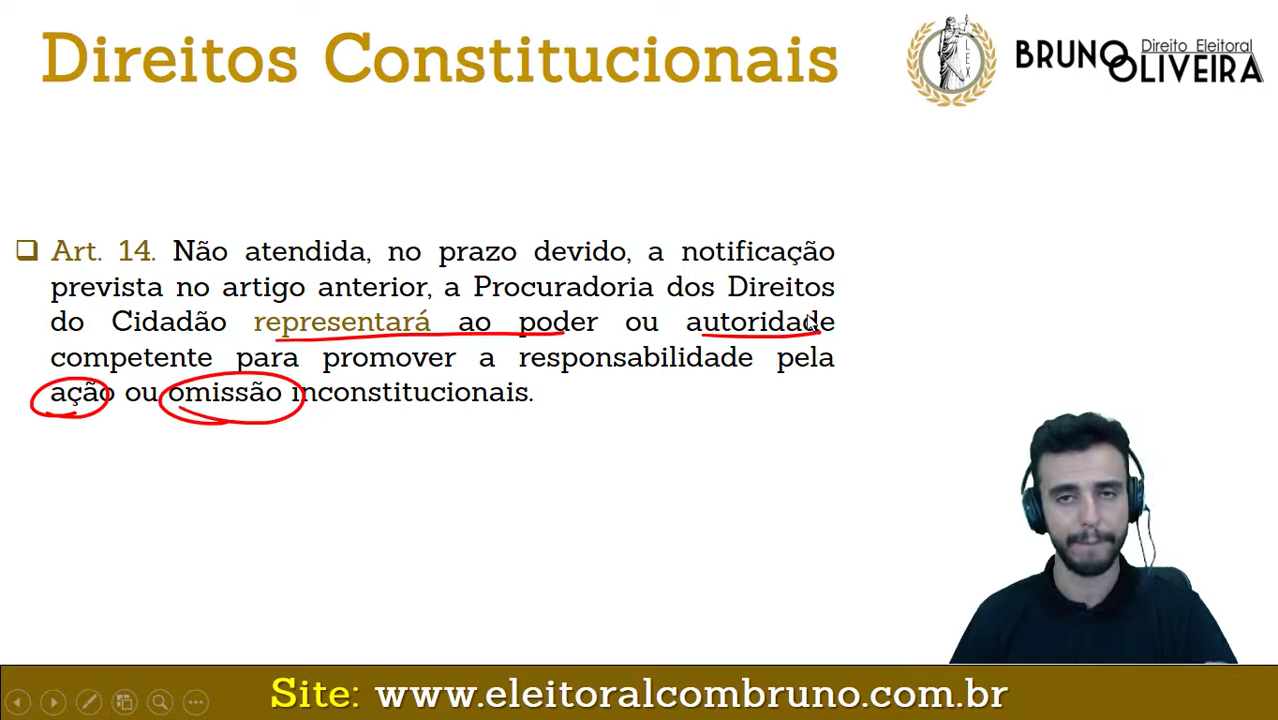 Direitos Constitucionais
LEX
BRUNO OLIVEIRA
Direito Eleitoral
Art. 14. Não atendida, no prazo devido, a notificação
prevista no artigo anterior, a Procuradoria dos Direitos
do Cidadão representará ao poder ou autoridade
competente para promover a responsabilidade pela
ação ou omissão inconstitucionais.
Site: www.eleitoralcombruno.com.br